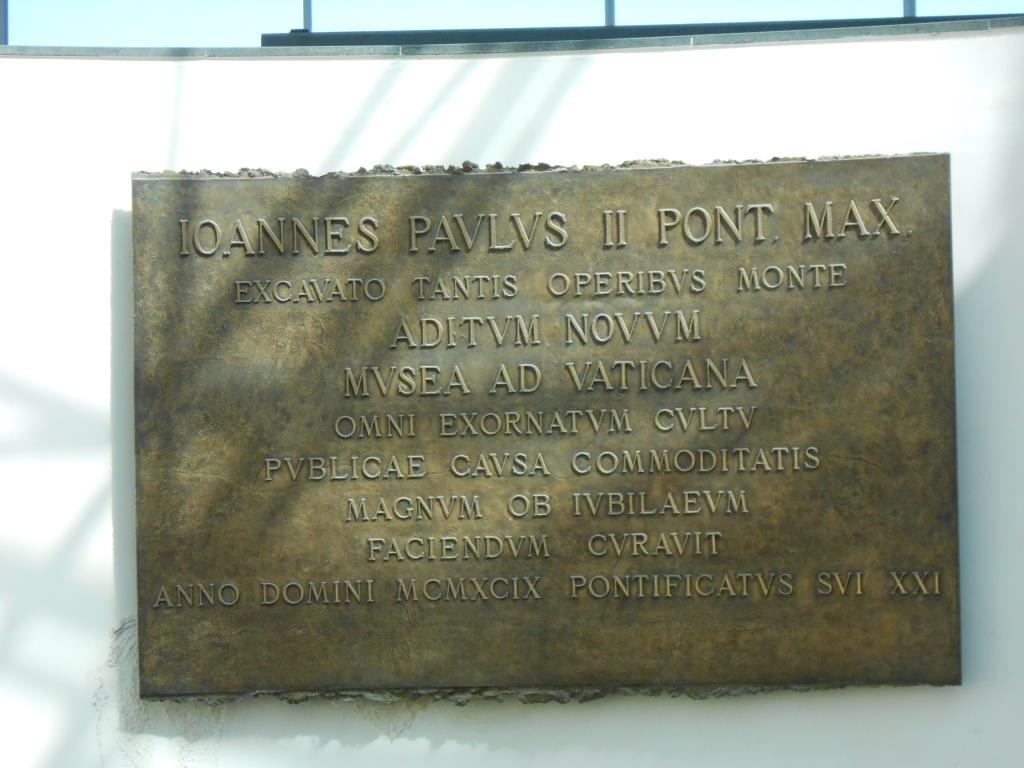 IOANNES PAVLVS II PONT. MAX.
EXCAVATO TANTIS OPERIBVS MONTE
ADITVM NOVVM
MVSEA AD VATICANA
OMNI EXORNATVM CVLTV
PVBLICAE CAVSA COMMODITATIS
MAGNVM OB IVBILAEVM
FACIENDVM CVRAVIT
ANNO DOMINI MCMXCIX PONTIFICATVS SVI XXI